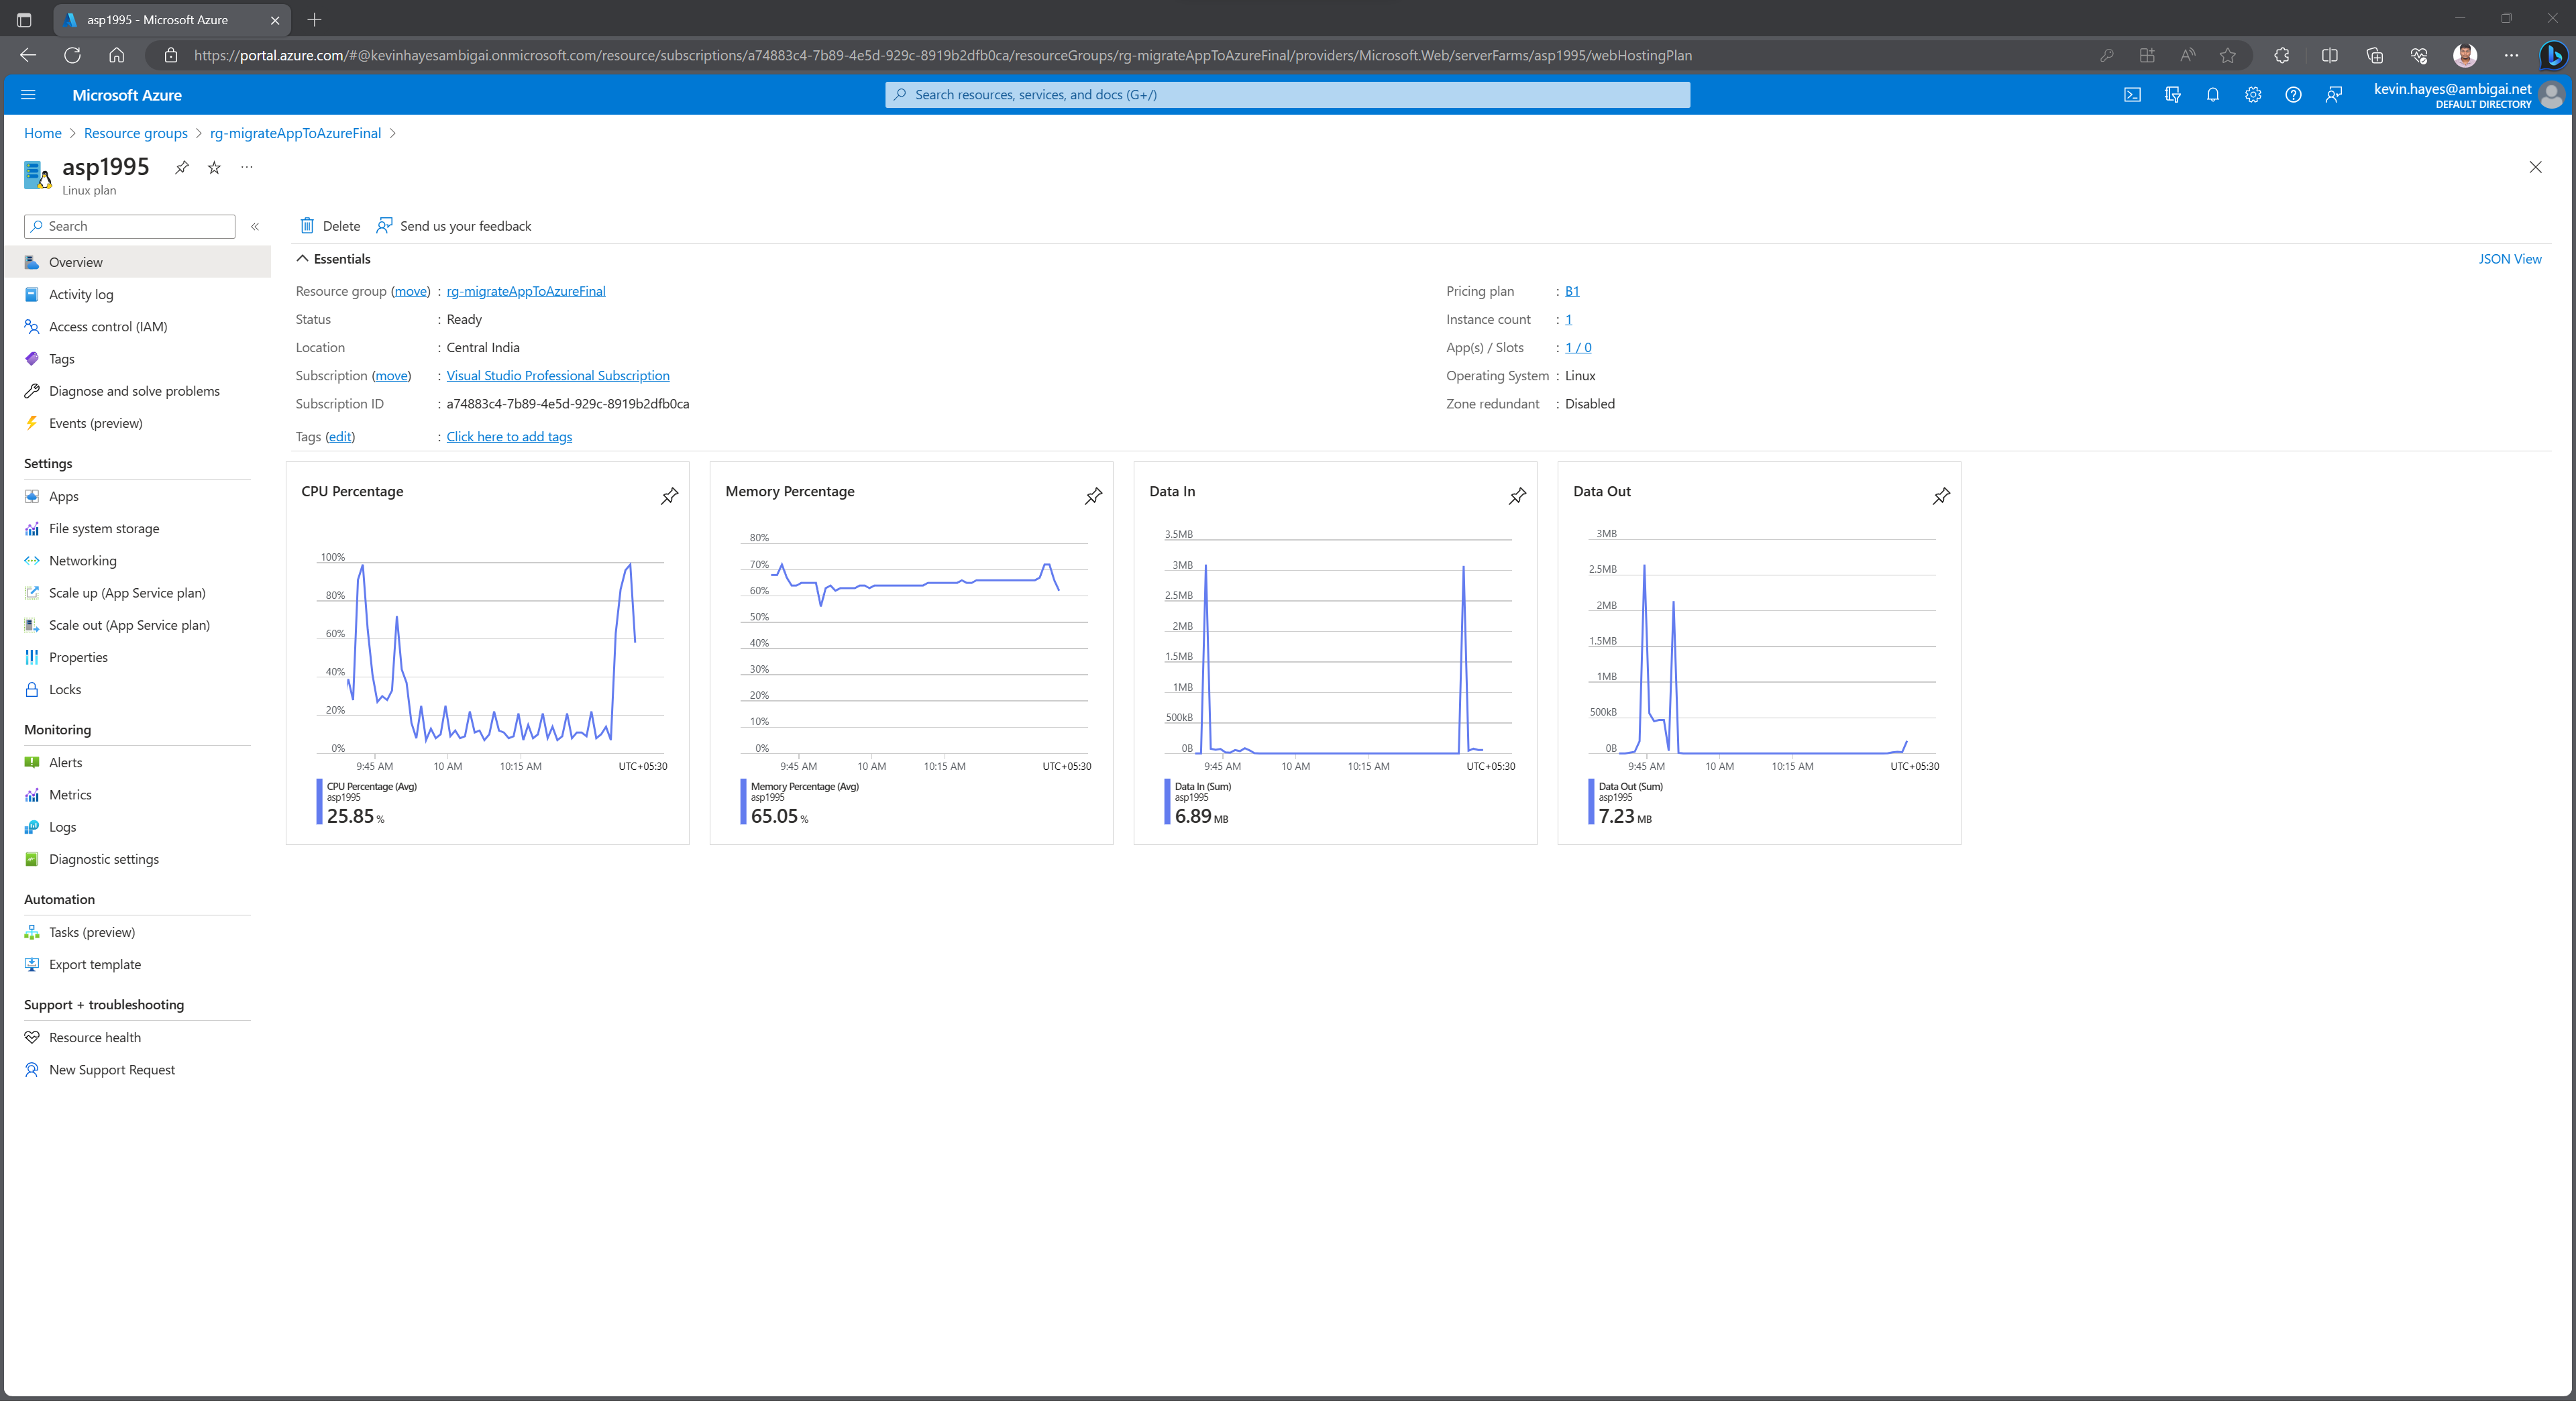 asp1995 - Microsoft Azure
https://portal.azure.com/#@kevinhayesambigai.onmicrosoft.com/resource/subscriptions/a74883c4-7b89-4e5d-929c-8919b2dfb0ca/resourceGroups/rg-migrateAppToAzureFinal/providers/Microsoft.Web/serverFarms/asp1995/webHostingPlan
Microsoft Azure
Search resources, services, and docs (G+/)
kevin.hayes@ambigai.net
DEFAULT DIRECTORY
Home > Resource groups > rg-migrateAppToAzureFinal >
asp1995
Linux plan
Search
Overview
Activity log
Access control (IAM)
Tags
Diagnose and solve problems
Events (preview)
Settings
Apps
File system storage
Networking
Scale up (App Service plan)
Scale out (App Service plan)
Properties
Locks
Monitoring
Alerts
Metrics
Logs
Diagnostic settings
Automation
Tasks (preview)
Export template
Support + troubleshooting
Resource health
New Support Request
Delete
Send us your feedback
Essentials
JSON View
Resource group (move) : rg-migrateAppToAzureFinal
Status : Ready
Location : Central India
Subscription (move) : Visual Studio Professional Subscription
Subscription ID : a74883c4-7b89-4e5d-929c-8919b2dfb0ca
Tags (edit) : Click here to add tags
Pricing plan : B1
Instance count : 1
App(s) / Slots : 1 / 0
Operating System : Linux
Zone redundant : Disabled
CPU Percentage
100%
80%
60%
40%
20%
0%
9:45 AM 10 AM 10:15 AM UTC+05:30
CPU Percentage (Avg)
asp1995
25.85 %
Memory Percentage
80%
70%
60%
50%
40%
30%
20%
10%
0%
9:45 AM 10 AM 10:15 AM UTC+05:30
Memory Percentage (Avg)
asp1995
65.05 %
Data In
3.5MB
3MB
2.5MB
2MB
1.5MB
1MB
500kB
0B
9:45 AM 10 AM 10:15 AM UTC+05:30
Data In (Sum)
asp1995
6.89 MB
Data Out
3MB
2.5MB
2MB
1.5MB
1MB
500kB
0B
9:45 AM 10 AM 10:15 AM UTC+05:30
Data Out (Sum)
asp1995
7.23 MB